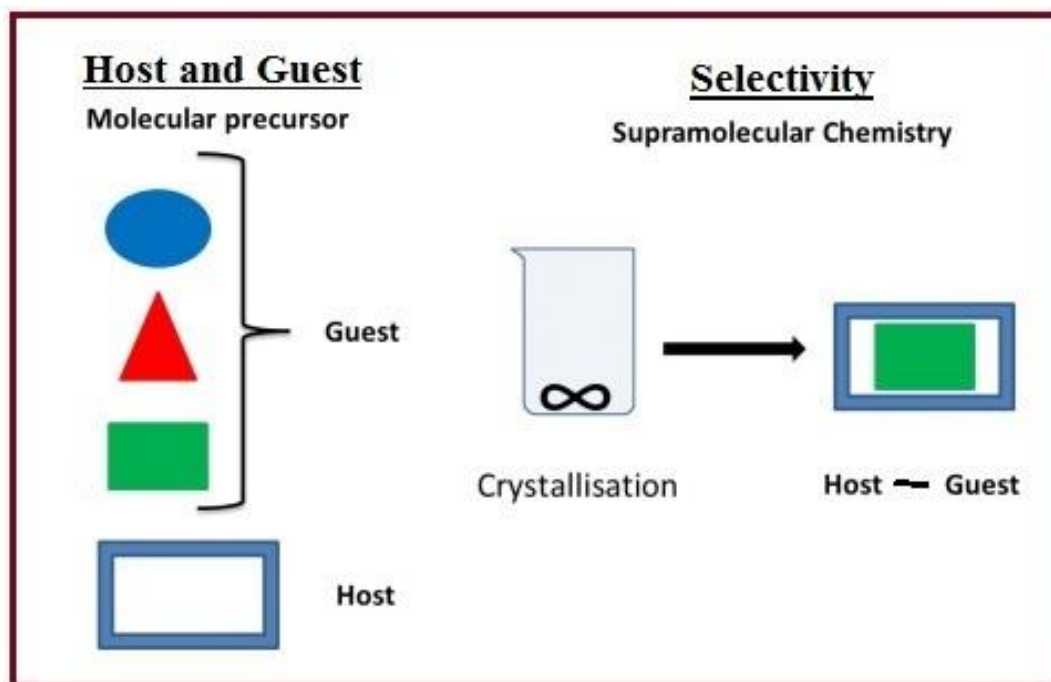 Host and Guest
Molecular precursor
Guest
Host
Selectivity
Supramolecular Chemistry
Crystallisation
Host – Guest